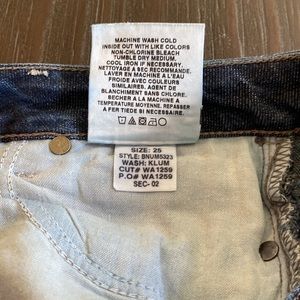 MACHINE WASH COLD
INSIDE OUT WITH LIKE COLORS
NON-CHLORINE BLEACH
TUMBLE DRY MEDIUM.
COOL IRON IF NECESSARY.
NETTOYAGE A SEC RECOMMANDE.
LAVER EN MACHINE A L'EAU
FROIDE AVEC COULEURS
SIMILAIRES. AGENT DE
BLANCHIMENT SANS CHLORE.
SECHER A LA MACHINE A
TEMPERATURE MOYENNE. REPASSER
A FER TIEDE SI NECESSAIRE.
SIZE: 25
STYLE: BNUM5323
WASH: KLUM
CUT# WA1259
P.O# WA1259
SEC- 02